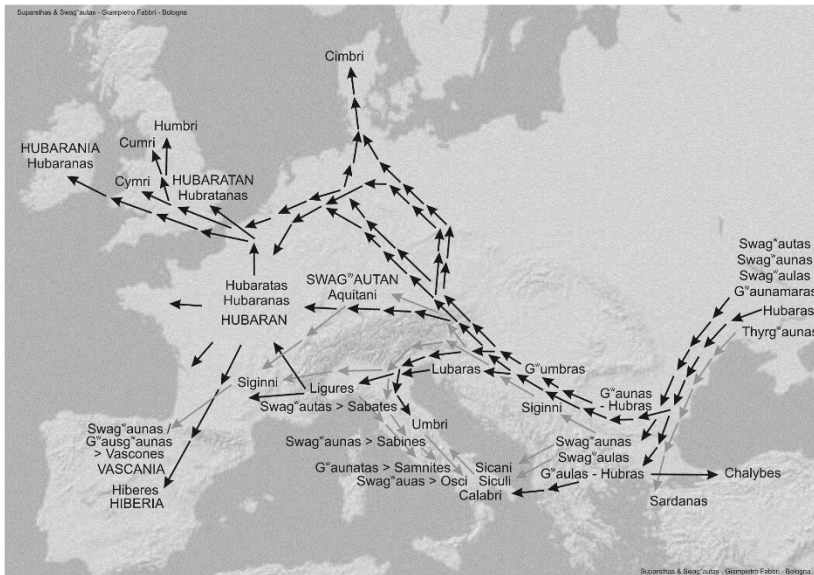 Suparsthas & Swagʷautas - Giampietro Fabbri - Bologna
Cimbri
Humbri
Cumri
HUBARANIA
Hubaranas
Cymri
HUBARATAN
Hubratanas
Swagʷautas
Swagʷaunas
Swagʷaulas
Gʷaunamaras
Hubaras
Thyrgʷaunas
Hubaratas
Hubaranas
HUBARAN
SWAGʷAUTAN
Aquitani
Gʷumbras
Lubaras
Gʷaunas
- Hubras
Siginni
Ligures
Siginni
Swagʷautas > Sabates
Umbri
Swagʷaunas /
Gʷausgʷaunas
> Vascones
VASCANIA
Swagʷaunas > Sabines
Swagʷaunas
Swagʷaulas
Gʷaulas - Hubras
Chalybes
Gʷaunatas > Samnites
Swagʷauas > Osci
Sicani
Siculi
Calabri
Hiberes
HIBERIA
Sardanas
Suparsthas & Swagʷautas - Giampietro Fabbri - Bologna